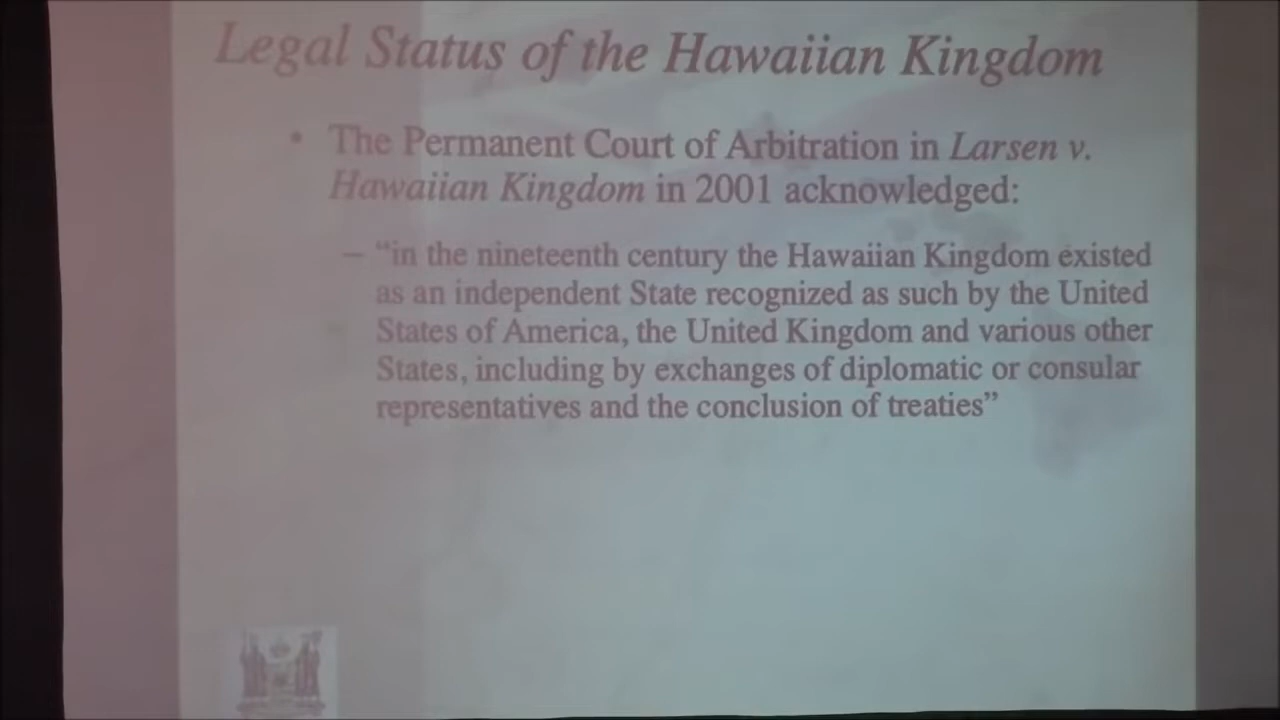 Legal Status of the Hawaiian Kingdom
• The Permanent Court of Arbitration in Larsen v.
Hawaiian Kingdom in 2001 acknowledged:
– “in the nineteenth century the Hawaiian Kingdom existed
as an independent State recognized as such by the United
States of America, the United Kingdom and various other
States, including by exchanges of diplomatic or consular
representatives and the conclusion of treaties”